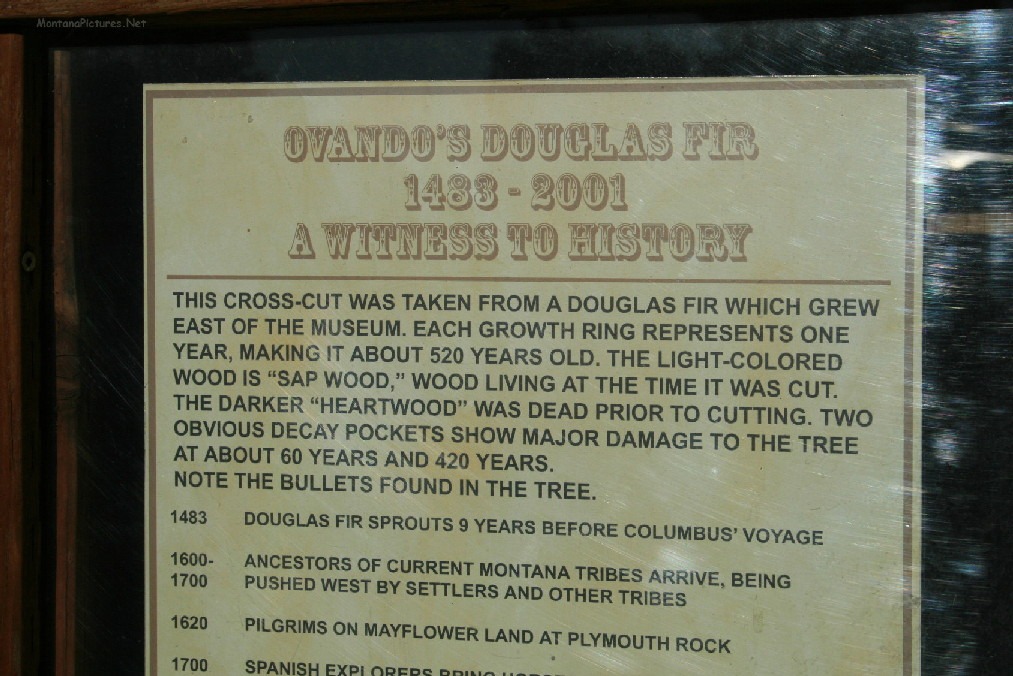 MontanaPictures.Net
OVANDO'S DOUGLAS FIR
1483 - 2001
A WITNESS TO HISTORY
THIS CROSS-CUT WAS TAKEN FROM A DOUGLAS FIR WHICH GREW
EAST OF THE MUSEUM. EACH GROWTH RING REPRESENTS ONE
YEAR, MAKING IT ABOUT 520 YEARS OLD. THE LIGHT-COLORED
WOOD IS “SAP WOOD,” WOOD LIVING AT THE TIME IT WAS CUT.
THE DARKER “HEARTWOOD” WAS DEAD PRIOR TO CUTTING. TWO
OBVIOUS DECAY POCKETS SHOW MAJOR DAMAGE TO THE TREE
AT ABOUT 60 YEARS AND 420 YEARS.
NOTE THE BULLETS FOUND IN THE TREE.
1483 DOUGLAS FIR SPROUTS 9 YEARS BEFORE COLUMBUS’ VOYAGE
1600- ANCESTORS OF CURRENT MONTANA TRIBES ARRIVE, BEING
1700 PUSHED WEST BY SETTLERS AND OTHER TRIBES
1620 PILGRIMS ON MAYFLOWER LAND AT PLYMOUTH ROCK
1700 SPANISH EXPLORERS BRING